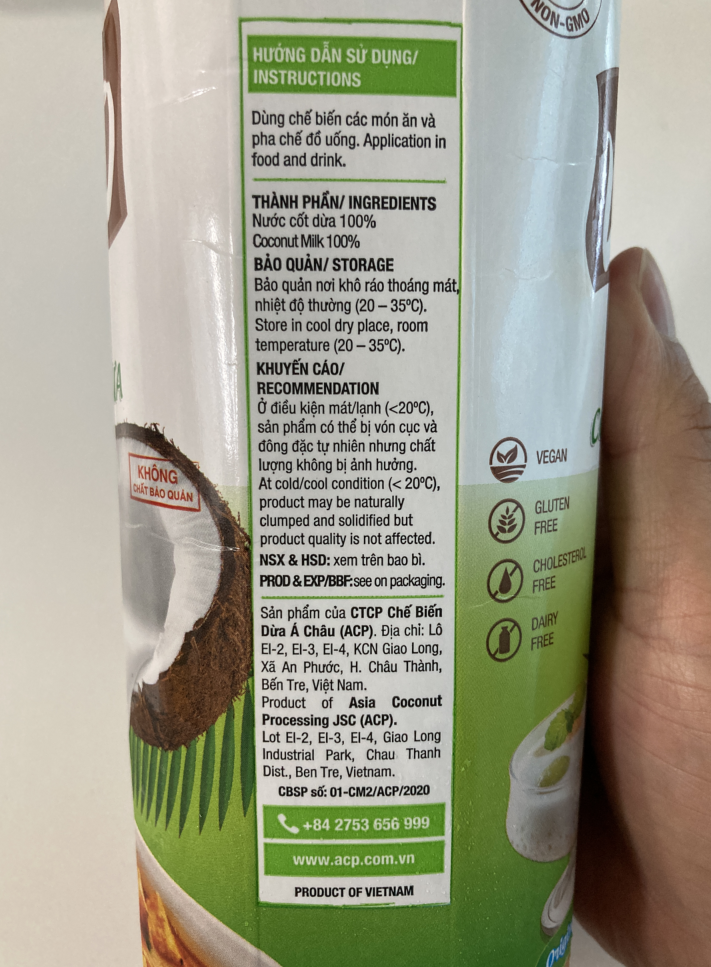 NON-GMO
HƯỚNG DẪN SỬ DỤNG/
INSTRUCTIONS
Dùng chế biến các món ăn và
pha chế đồ uống. Application in
food and drink.
THÀNH PHẦN/ INGREDIENTS
Nước cốt dừa 100%
Coconut Milk 100%
BẢO QUẢN/ STORAGE
Bảo quản nơi khô ráo thoáng mát,
nhiệt độ thường (20 – 35ºC).
Store in cool dry place, room
temperature (20 – 35ºC).
KHUYẾN CÁO/
RECOMMENDATION
Ở điều kiện mát/lạnh (<20ºC),
sản phẩm có thể bị vón cục và
đông đặc tự nhiên nhưng chất
lượng không bị ảnh hưởng.
At cold/cool condition (< 20ºC),
product may be naturally
clumped and solidified but
product quality is not affected.
NSX & HSD: xem trên bao bì.
PROD & EXP/BBF: see on packaging.
Sản phẩm của CTCP Chế Biến
Dừa Á Châu (ACP). Địa chỉ: Lô
EI-2, EI-3, EI-4, KCN Giao Long,
Xã An Phước, H. Châu Thành,
Bến Tre, Việt Nam.
Product of Asia Coconut
Processing JSC (ACP).
Lot EI-2, EI-3, EI-4, Giao Long
Industrial Park, Chau Thanh
Dist., Ben Tre, Vietnam.
CBSP số: 01-CM2/ACP/2020
+84 2753 656 999
www.acp.com.vn
PRODUCT OF VIETNAM
KHÔNG
CHẤT BẢO QUẢN
VEGAN
GLUTEN
FREE
CHOLESTEROL
FREE
DAIRY
FREE